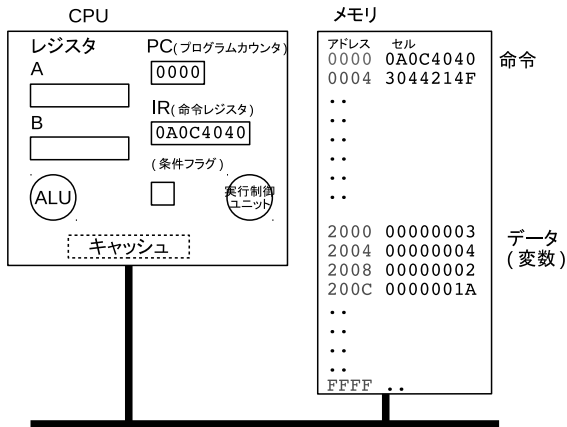 CPU
レジスタ
A
B
ALU
PC(プログラムカウンタ)
0000
IR(命令レジスタ)
0A0C4040
(条件フラグ)
実行制御
ユニット
キャッシュ
メモリ
アドレス セル
0000 0A0C4040
0004 3044214F
..
..
..
..
..
..
2000 00000003
2004 00000004
2008 00000002
200C 0000001A
..
..
..
..
FFFF ..
命令
データ
(変数)